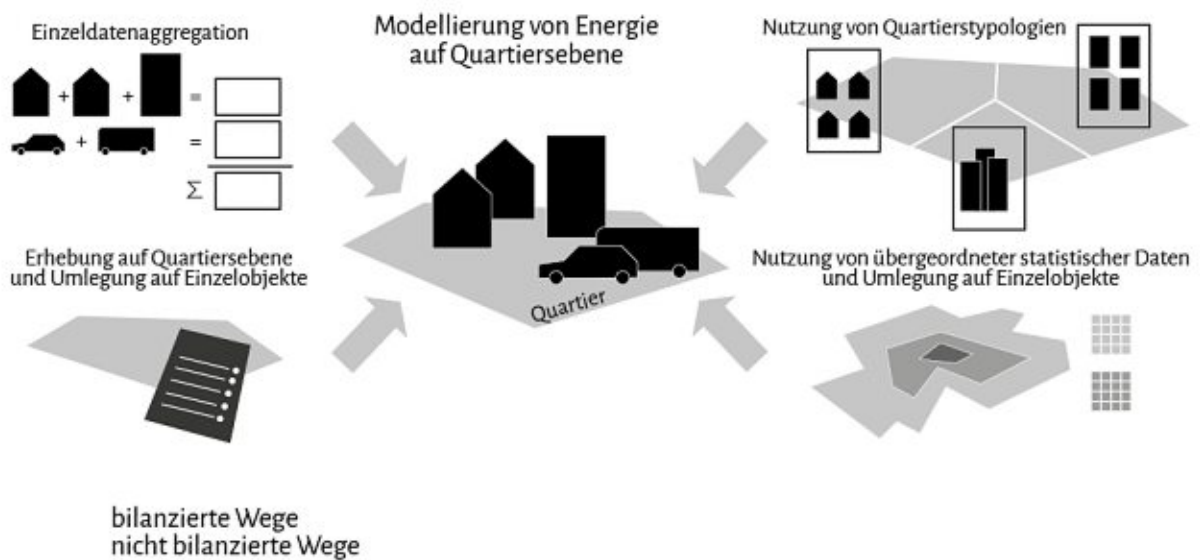 Modellierung von Energie
auf Quartiersebene
Einzeldatenaggregation
+ + =
+ =
Σ
Nutzung von Quartierstypologien
Erhebung auf Quartiersebene
und Umlegung auf Einzelobjekte
Quartier
Nutzung von übergeordneter statistischer Daten
und Umlegung auf Einzelobjekte
bilanzierte Wege
nicht bilanzierte Wege